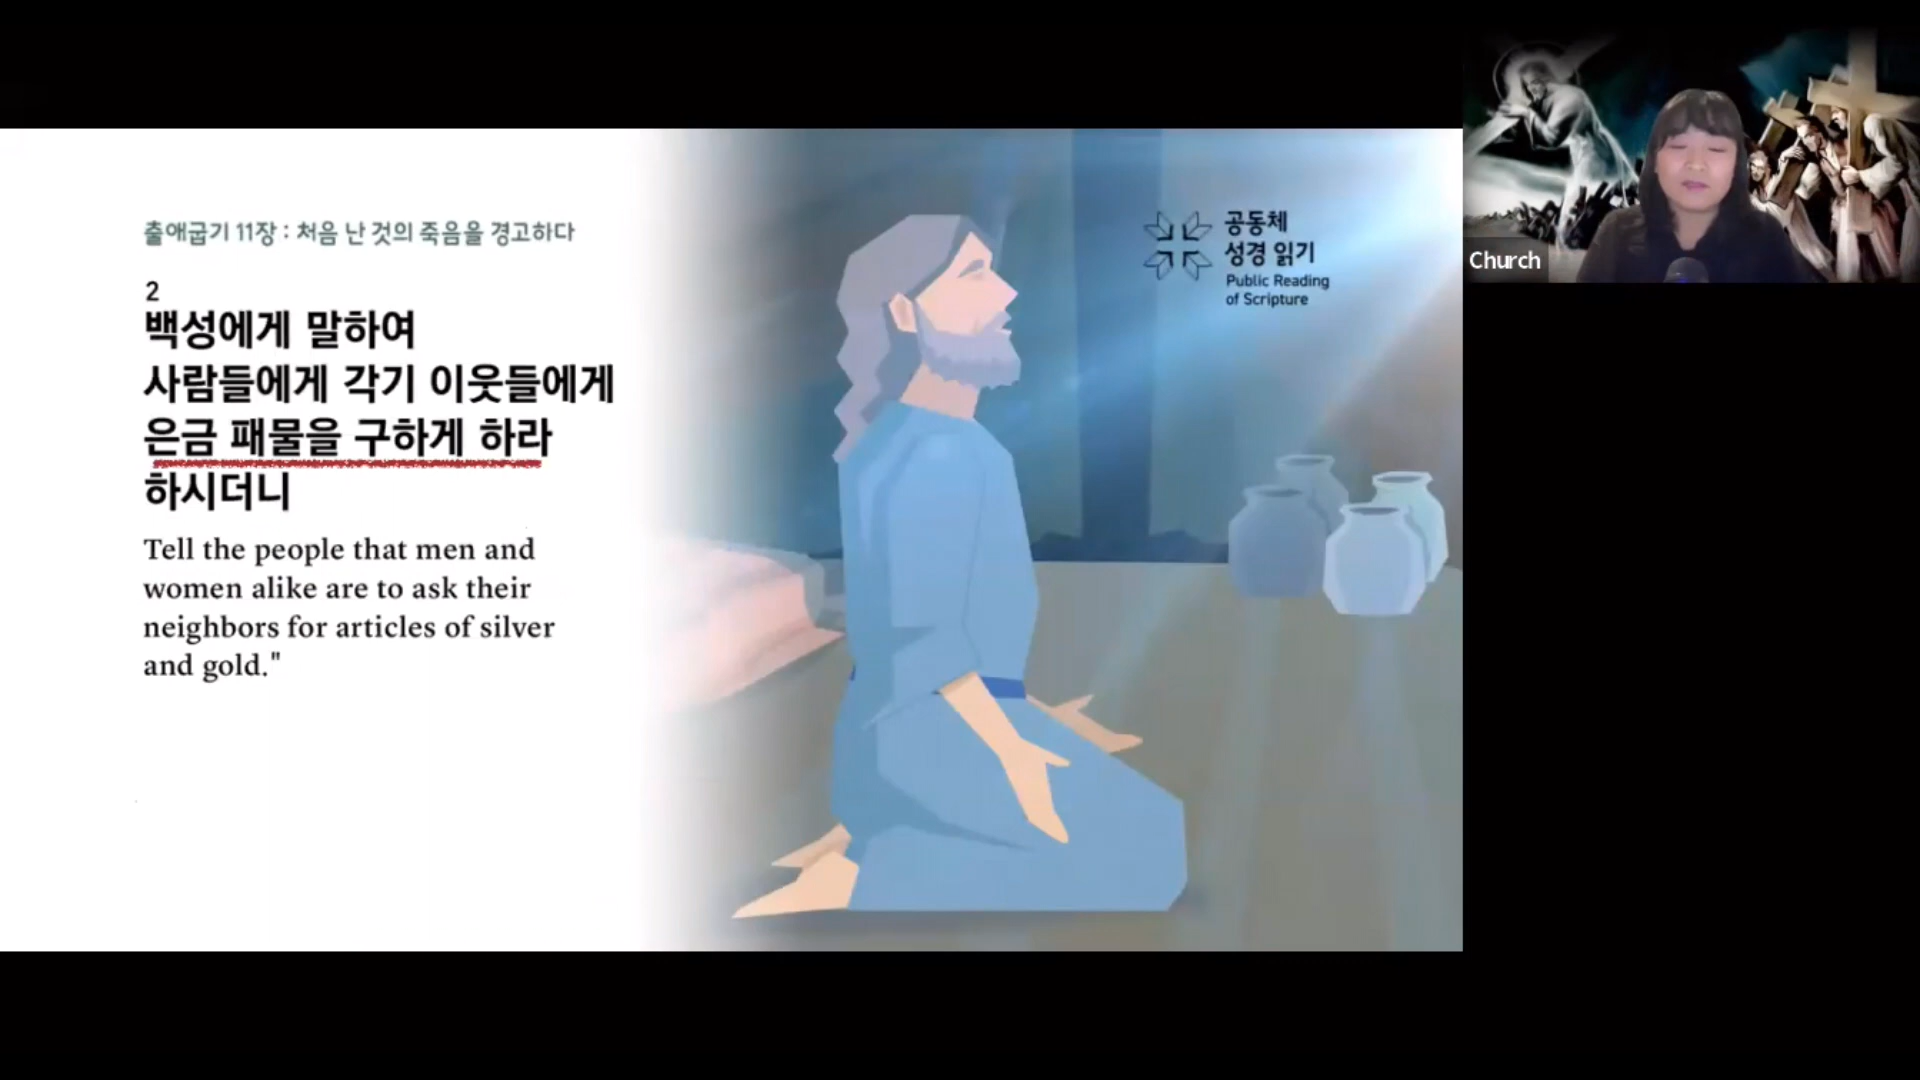 출애굽기 11장 : 처음 난 것의 죽음을 경고하다
2
백성에게 말하여
사람들에게 각기 이웃들에게
은금 패물을 구하게 하라
하시더니
Tell the people that men and
women alike are to ask their
neighbors for articles of silver
and gold."
공동체
성경 읽기
Public Reading
of Scripture
Church